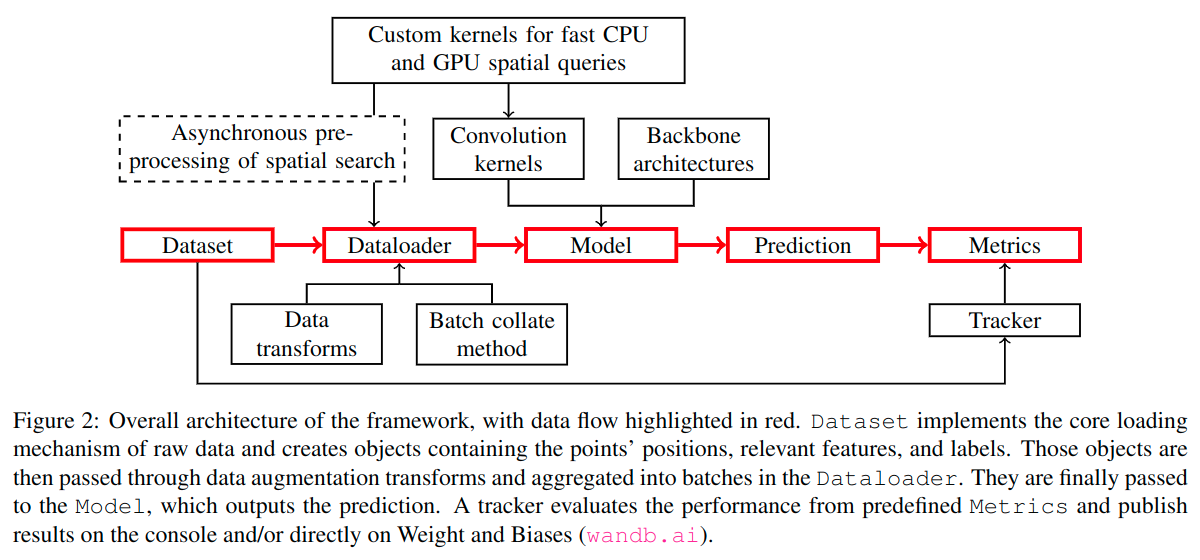 Custom kernels for fast CPU
and GPU spatial queries
Asynchronous pre-
processing of spatial search
Convolution
kernels
Backbone
architectures
Dataset
Dataloader
Model
Prediction
Metrics
Data
transforms
Batch collate
method
Tracker
Figure 2: Overall architecture of the framework, with data flow highlighted in red. Dataset implements the core loading
mechanism of raw data and creates objects containing the points’ positions, relevant features, and labels. Those objects are
then passed through data augmentation transforms and aggregated into batches in the Dataloader. They are finally passed
to the Model, which outputs the prediction. A tracker evaluates the performance from predefined Metrics and publish
results on the console and/or directly on Weight and Biases (wandb.ai).